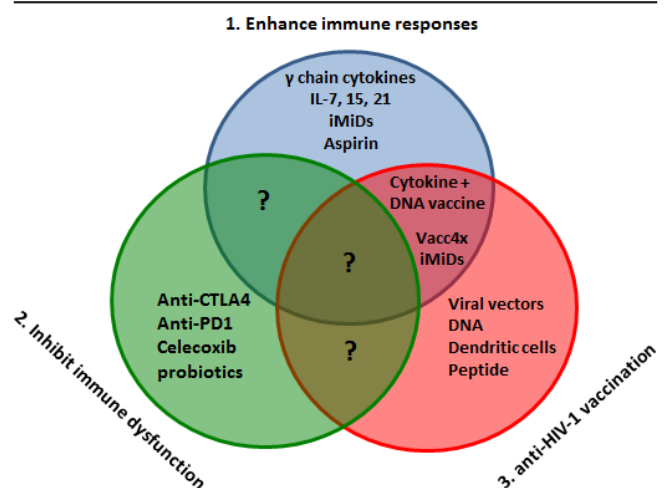 1. Enhance immune responses
γ chain cytokines
IL-7, 15, 21
iMiDs
Aspirin
Cytokine +
DNA vaccine
?
Vacc4x
iMiDs
?
Anti-CTLA4
Anti-PD1
Celecoxib
probiotics
Viral vectors
DNA
Dendritic cells
Peptide
?
2. Inhibit immune dysfunction
3. anti-HIV-1 vaccination